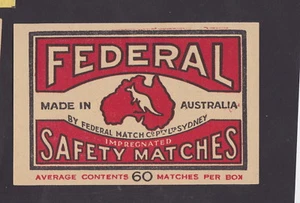 FEDERAL
MADE IN AUSTRALIA
BY FEDERAL MATCH CO. PTY. LTD. SYDNEY
IMPREGNATED
SAFETY MATCHES
AVERAGE CONTENTS 60 MATCHES PER BOX